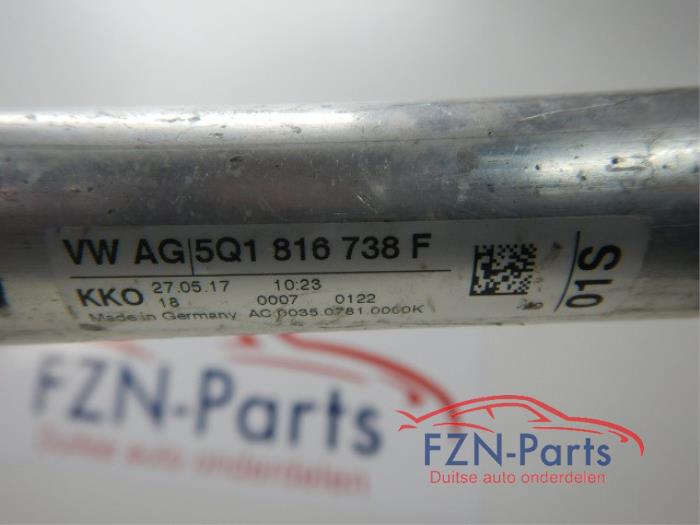 VW AG|5Q1 816 738 F
KKO 27.05.17 10:23
18 0007 0122
Made in Germany AC.0035.0781.0000K
01S
FZN-Parts
Duitse auto onderdelen
FZN-Parts
Duitse auto onderdelen